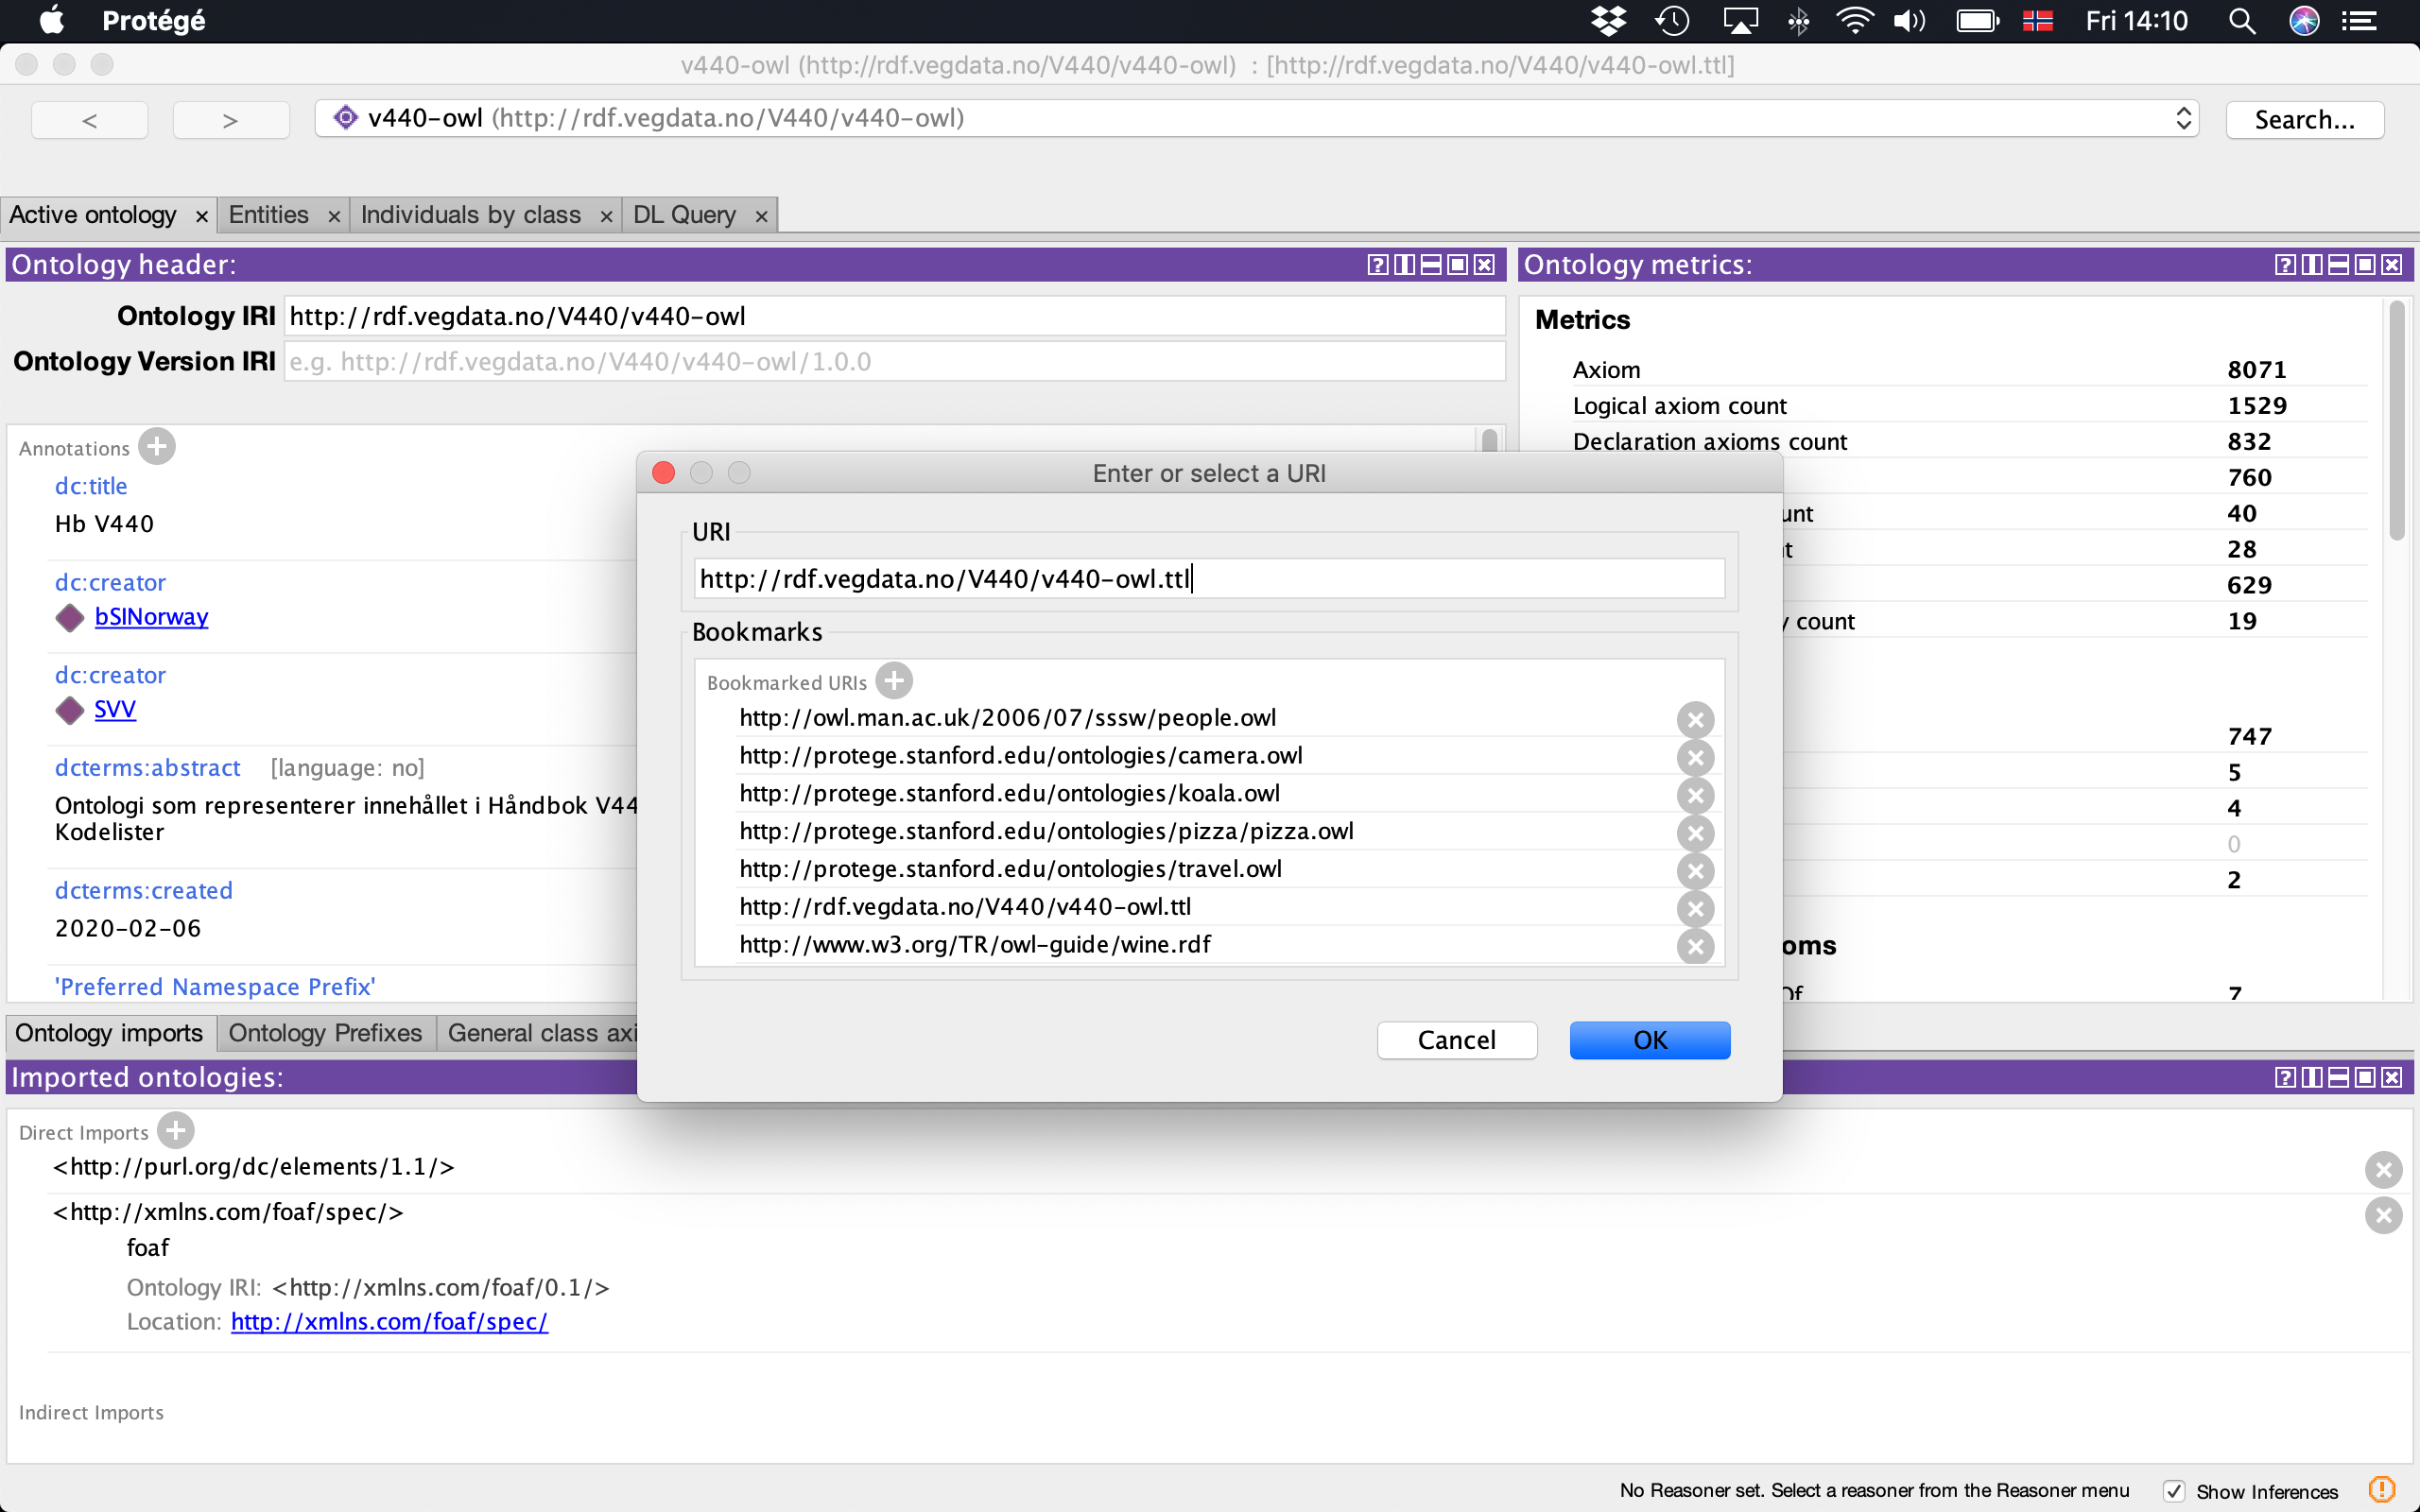 Protégé Fri 14:10
v440-owl (http://rdf.vegdata.no/V440/v440-owl) : [http://rdf.vegdata.no/V440/v440-owl.ttl]
< > v440-owl (http://rdf.vegdata.no/V440/v440-owl) Search...
Active ontology × Entities × Individuals by class × DL Query ×
Ontology header:
Ontology IRI http://rdf.vegdata.no/V440/v440-owl
Ontology Version IRI e.g. http://rdf.vegdata.no/V440/v440-owl/1.0.0
Annotations
dc:title
Hb V440
dc:creator
bSINorway
dc:creator
SVV
dcterms:abstract [language: no]
Ontologi som representerer innehållet i Håndbok V44
Kodelister
dcterms:created
2020-02-06
'Preferred Namespace Prefix'
Ontology metrics:
Metrics
Axiom 8071
Logical axiom count 1529
Declaration axioms count 832
760
unt 40
t 28
629
y count 19
747
5
4
0
2
oms
Of 7
Enter or select a URI
URI
http://rdf.vegdata.no/V440/v440-owl.ttl
Bookmarks
Bookmarked URIs
http://owl.man.ac.uk/2006/07/sssw/people.owl
http://protege.stanford.edu/ontologies/camera.owl
http://protege.stanford.edu/ontologies/koala.owl
http://protege.stanford.edu/ontologies/pizza/pizza.owl
http://protege.stanford.edu/ontologies/travel.owl
http://rdf.vegdata.no/V440/v440-owl.ttl
http://www.w3.org/TR/owl-guide/wine.rdf
Cancel OK
Ontology imports Ontology Prefixes General class axi
Imported ontologies:
Direct Imports
<http://purl.org/dc/elements/1.1/>
<http://xmlns.com/foaf/spec/>
foaf
Ontology IRI: <http://xmlns.com/foaf/0.1/>
Location: http://xmlns.com/foaf/spec/
Indirect Imports
No Reasoner set. Select a reasoner from the Reasoner menu Show Inferences